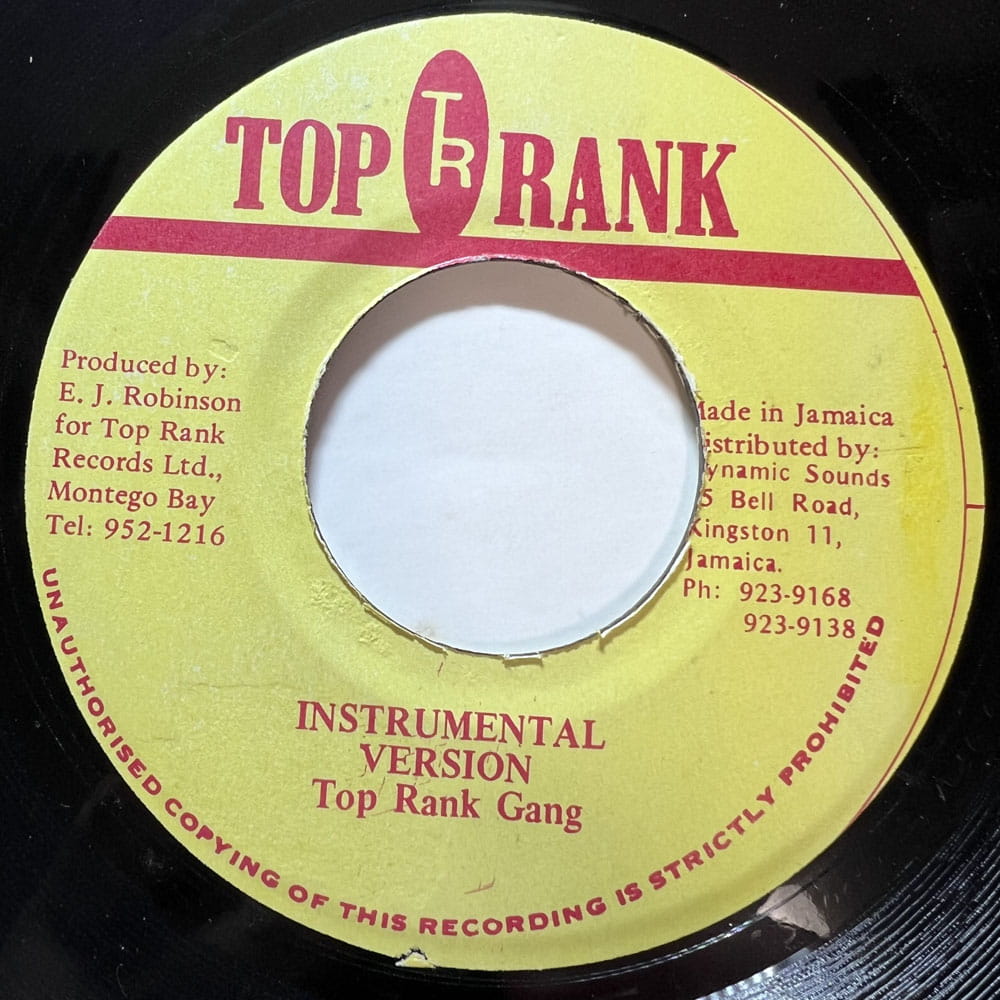 TOP TR RANK
Produced by:
E. J. Robinson
for Top Rank
Records Ltd.,
Montego Bay
Tel: 952-1216
Made in Jamaica
istributed by:
ynamic Sounds
5 Bell Road,
Kingston 11,
Jamaica.
Ph: 923-9168
923-9138
INSTRUMENTAL
VERSION
Top Rank Gang
UNAUTHORISED COPYING OF THIS RECORDING IS STRICTLY PROHIBITED